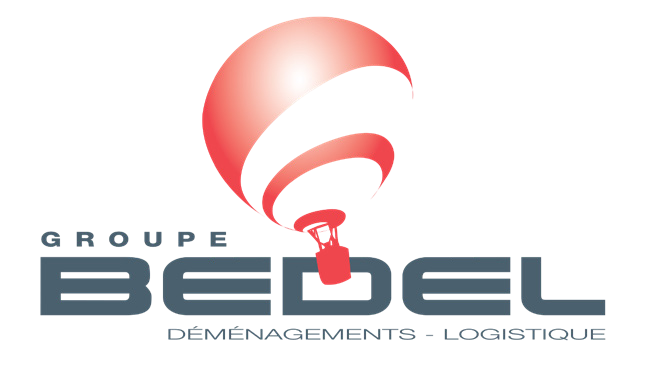 GROUPE
BEDEL
DÉMÉNAGEMENTS - LOGISTIQUE